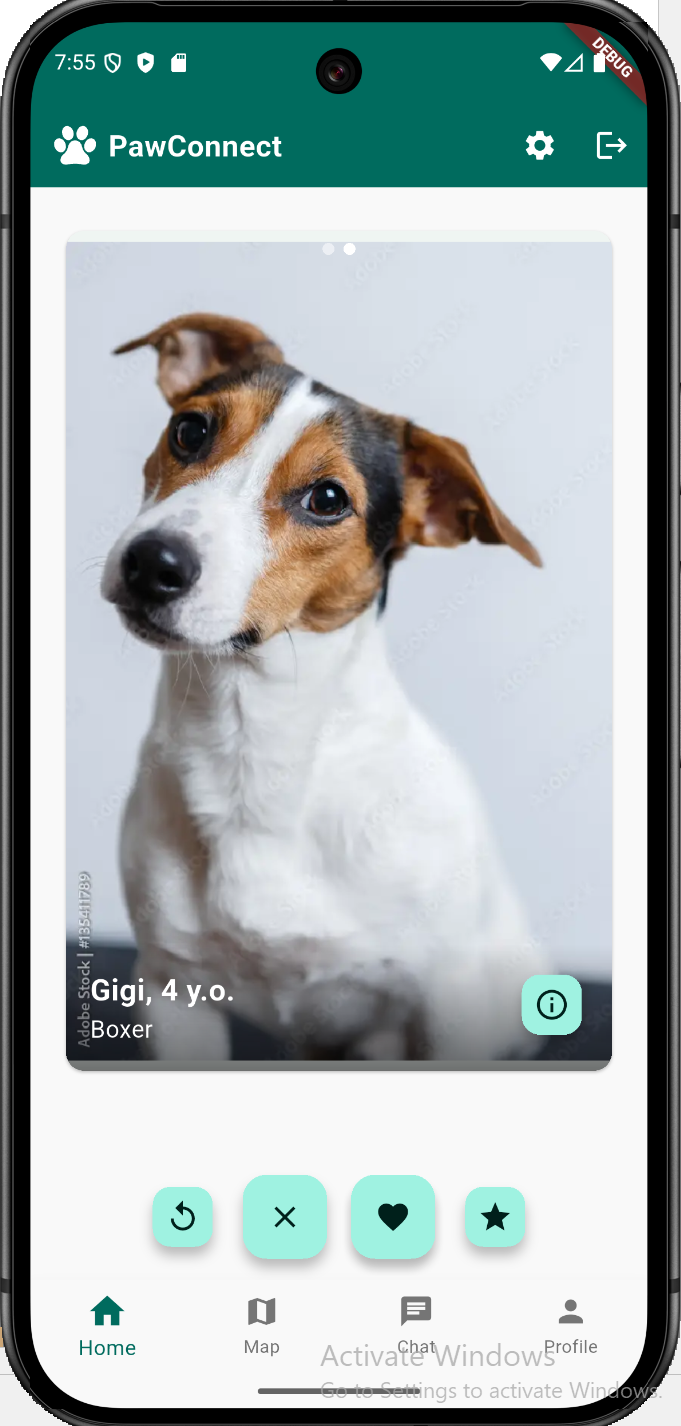 7:55
DEBUG
PawConnect
Adobe Stock | #135411789
Gigi, 4 y.o.
Boxer
Home
Map
Chat
Profile
Activate Windows
Go to Settings to activate Windows.